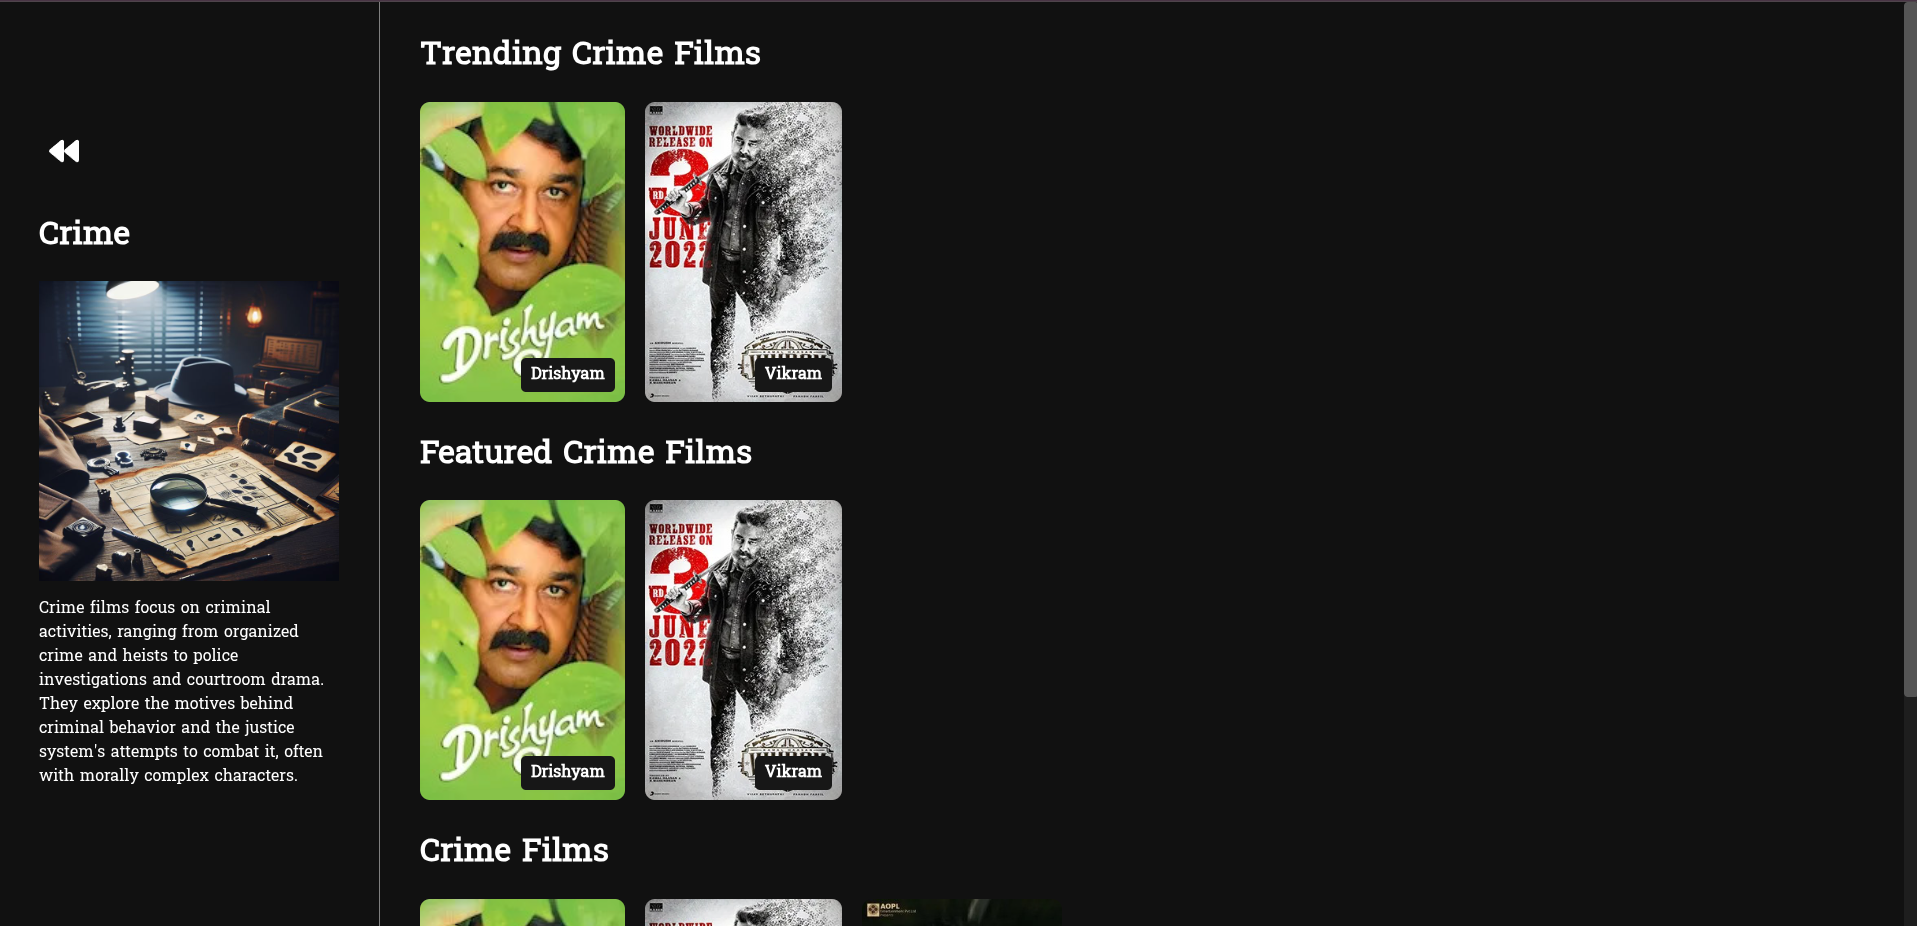 Crime
Crime films focus on criminal
activities, ranging from organized
crime and heists to police
investigations and courtroom drama.
They explore the motives behind
criminal behavior and the justice
system's attempts to combat it, often
with morally complex characters.
Trending Crime Films
Drishyam
Drishyam
WORLDWIDE
RELEASE ON
3
RD
JUNE
2022
Vikram
Featured Crime Films
Drishyam
Drishyam
WORLDWIDE
RELEASE ON
3
RD
JUNE
2022
Vikram
Crime Films
WORLDWIDE
AOPL